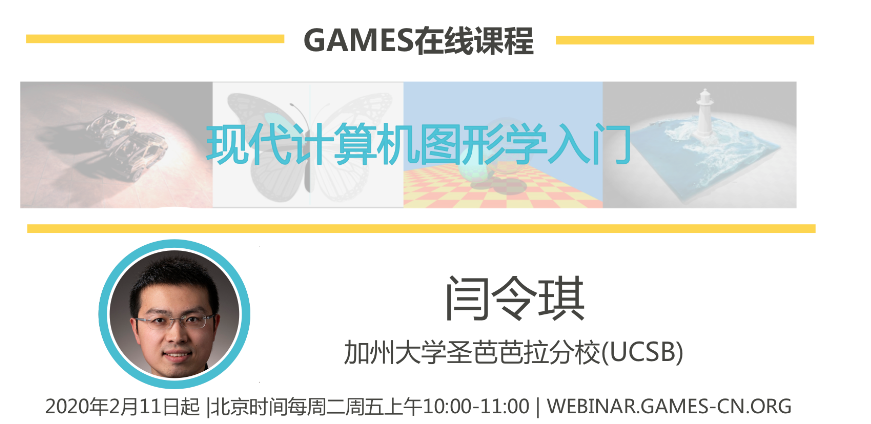 GAMES在线课程
现代计算机图形学入门
闫令琪
加州大学圣芭芭拉分校(UCSB)
2020年2月11日起 |北京时间每周二周五上午10:00-11:00 | WEBINAR.GAMES-CN.ORG